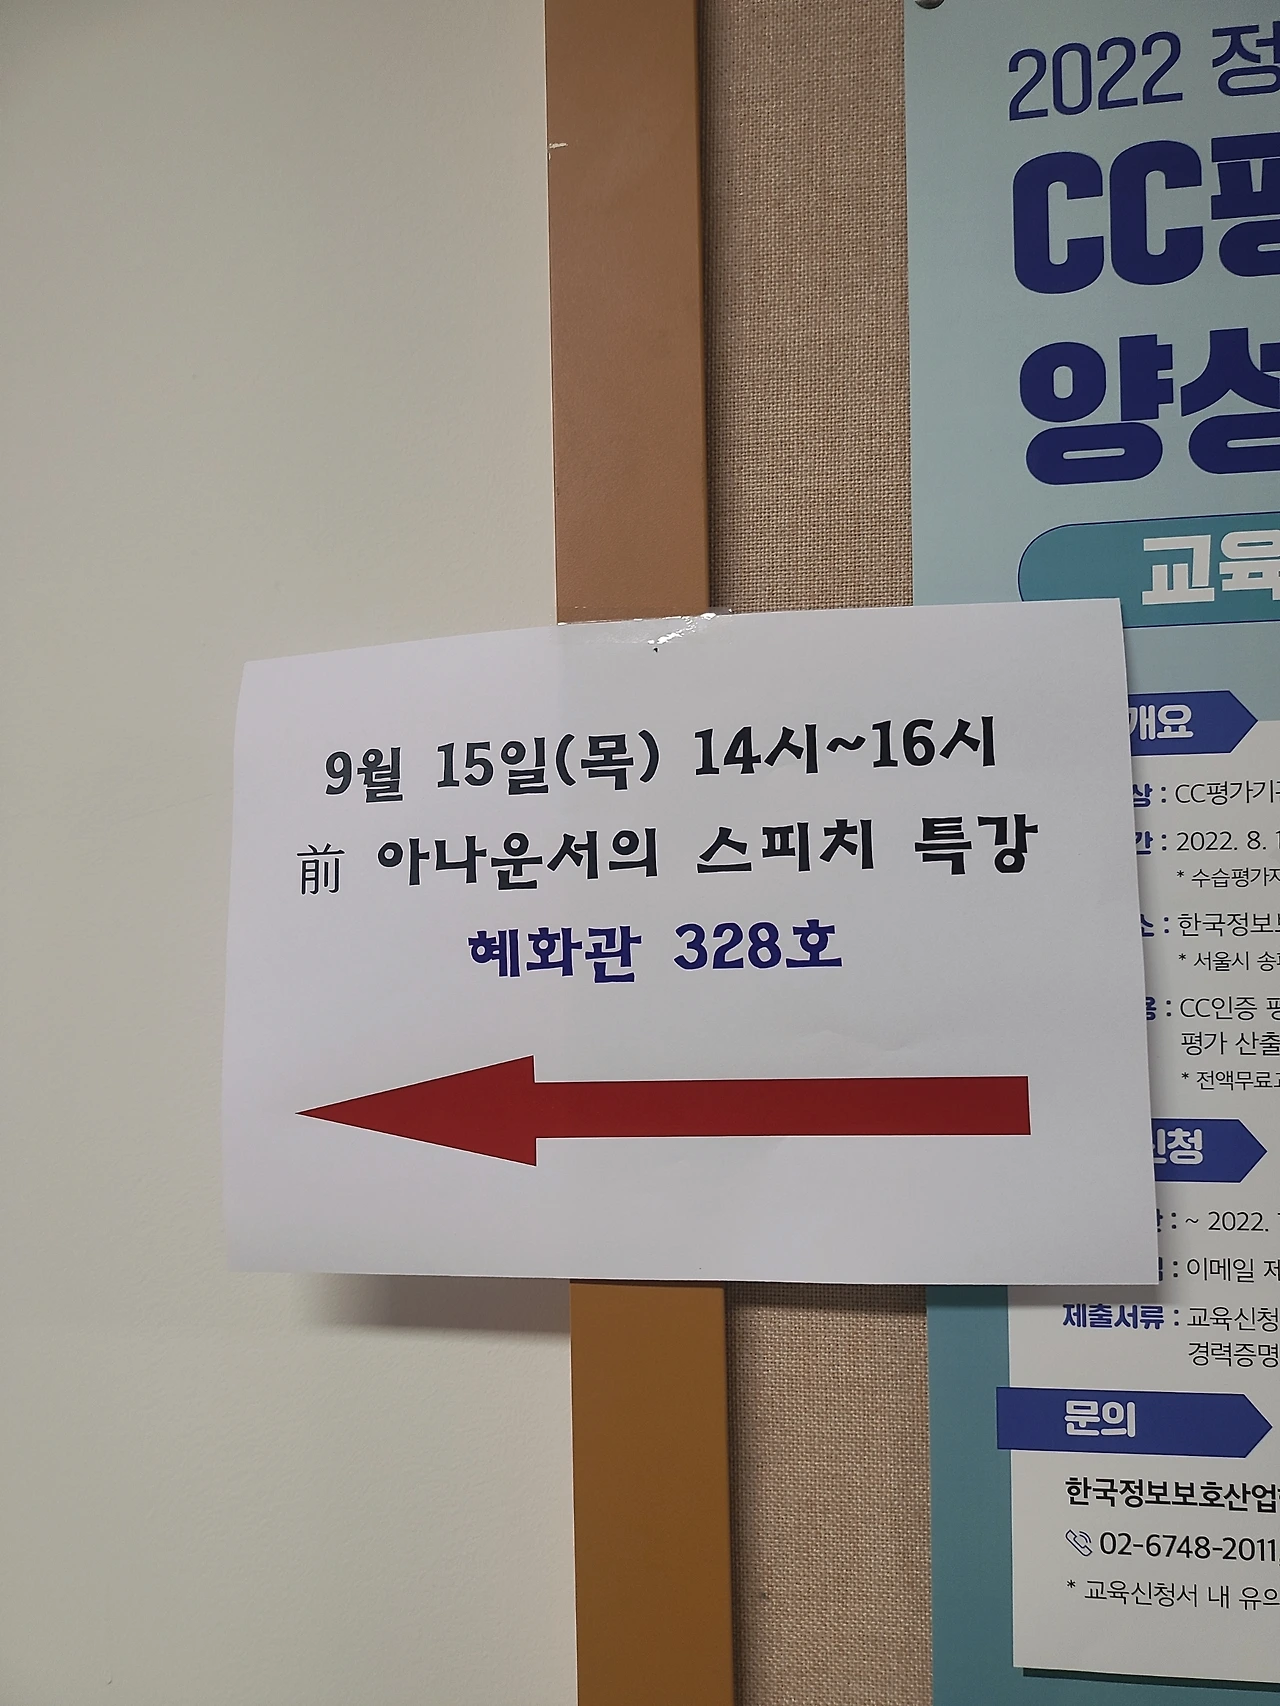 2022 정
CC평
양성
교육
9월 15일(목) 14시~16시
前 아나운서의 스피치 특강
혜화관 328호
개요
상 : CC평가기관
간 : 2022. 8.
* 수습평가자
소 : 한국정보보
* 서울시 송파
용 : CC인증 평
평가 산출
* 전액무료교
신청
: ~ 2022.
: 이메일 제
제출서류 : 교육신청
경력증명
문의
한국정보보호산업
02-6748-2011,
* 교육신청서 내 유의